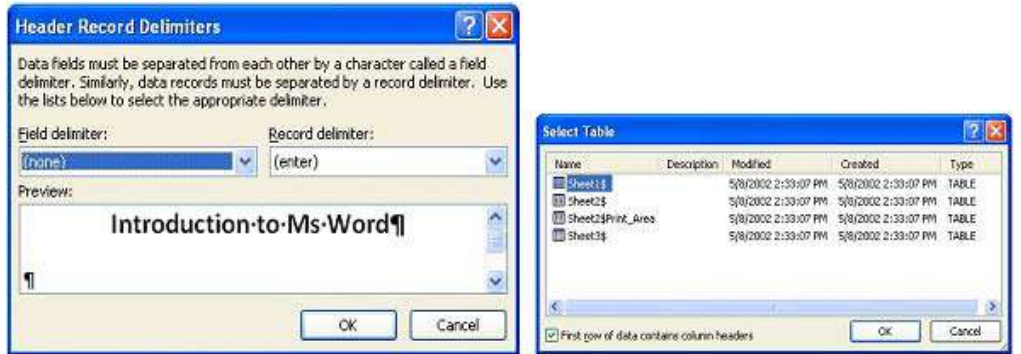 Header Record Delimiters
Data fields must be separated from each other by a character called a field
delimiter. Similarly, data records must be separated by a record delimiter. Use
the lists below to select the appropriate delimiter.
Field delimiter: Record delimiter:
(none) (enter)
Preview:
Introduction·to·Ms·Word¶
¶
OK Cancel
Select Table
Name Description Modified Created Type
Sheet1$ 5/8/2002 2:33:07 PM 5/8/2002 2:33:07 PM TABLE
Sheet2$ 5/8/2002 2:33:07 PM 5/8/2002 2:33:07 PM TABLE
Sheet2$Print_Area 5/8/2002 2:33:07 PM 5/8/2002 2:33:07 PM TABLE
Sheet3$ 5/8/2002 2:33:07 PM 5/8/2002 2:33:07 PM TABLE
First row of data contains column headers OK Cancel